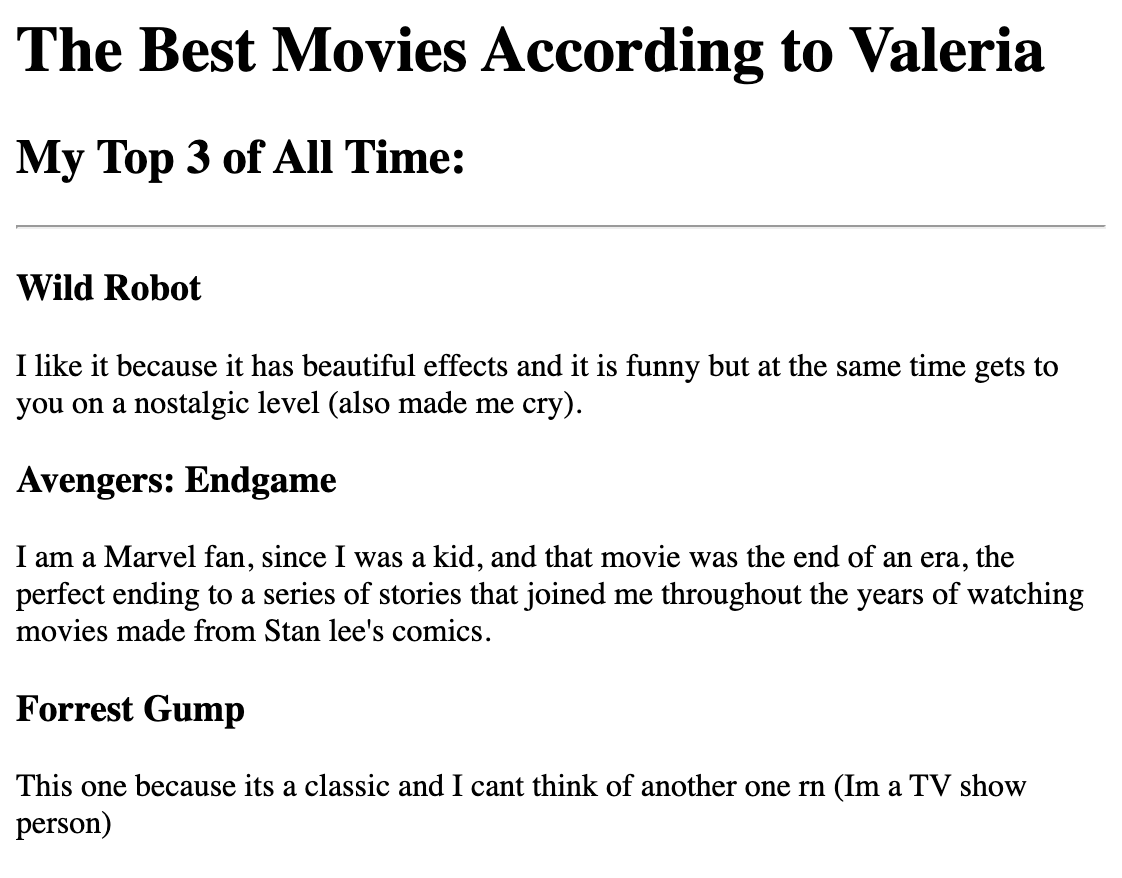 The Best Movies According to Valeria
My Top 3 of All Time:
Wild Robot
I like it because it has beautiful effects and it is funny but at the same time gets to
you on a nostalgic level (also made me cry).
Avengers: Endgame
I am a Marvel fan, since I was a kid, and that movie was the end of an era, the
perfect ending to a series of stories that joined me throughout the years of watching
movies made from Stan lee's comics.
Forrest Gump
This one because its a classic and I cant think of another one rn (Im a TV show
person)